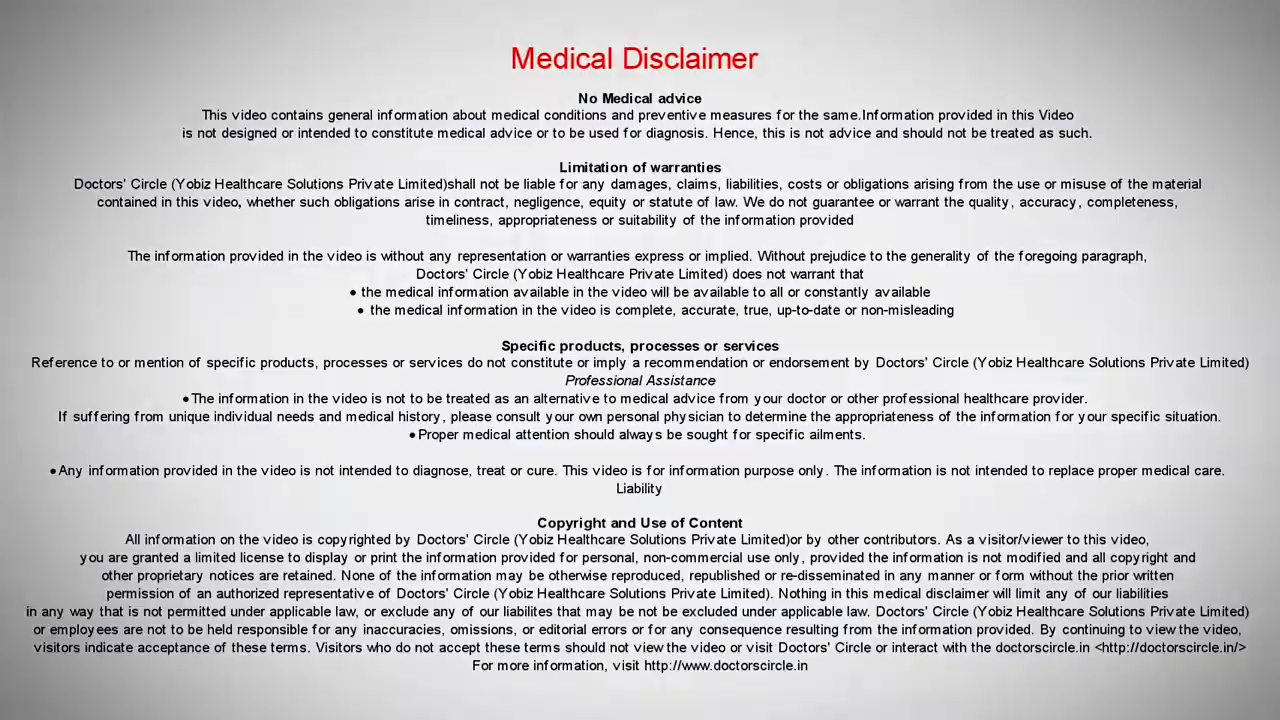 Medical Disclaimer
No Medical advice
This video contains general information about medical conditions and preventive measures for the same.Information provided in this Video
is not designed or intended to constitute medical advice or to be used for diagnosis. Hence, this is not advice and should not be treated as such.
Limitation of warranties
Doctors' Circle (Yobiz Healthcare Solutions Private Limited)shall not be liable for any damages, claims, liabilities, costs or obligations arising from the use or misuse of the material
contained in this video, whether such obligations arise in contract, negligence, equity or statute of law. We do not guarantee or warrant the quality, accuracy, completeness,
timeliness, appropriateness or suitability of the information provided
The information provided in the video is without any representation or warranties express or implied. Without prejudice to the generality of the foregoing paragraph,
Doctors' Circle (Yobiz Healthcare Private Limited) does not warrant that
• the medical information available in the video will be available to all or constantly available
• the medical information in the video is complete, accurate, true, up-to-date or non-misleading
Specific products, processes or services
Reference to or mention of specific products, processes or services do not constitute or imply a recommendation or endorsement by Doctors' Circle (Yobiz Healthcare Solutions Private Limited)
Professional Assistance
•The information in the video is not to be treated as an alternative to medical advice from your doctor or other professional healthcare provider.
If suffering from unique individual needs and medical history, please consult your own personal physician to determine the appropriateness of the information for your specific situation.
•Proper medical attention should always be sought for specific ailments.
•Any information provided in the video is not intended to diagnose, treat or cure. This video is for information purpose only. The information is not intended to replace proper medical care.
Liability
Copyright and Use of Content
All information on the video is copyrighted by Doctors' Circle (Yobiz Healthcare Solutions Private Limited)or by other contributors. As a visitor/viewer to this video,
you are granted a limited license to display or print the information provided for personal, non-commercial use only, provided the information is not modified and all copyright and
other proprietary notices are retained. None of the information may be otherwise reproduced, republished or re-disseminated in any manner or form without the prior written
permission of an authorized representative of Doctors' Circle (Yobiz Healthcare Solutions Private Limited). Nothing in this medical disclaimer will limit any of our liabilities
in any way that is not permitted under applicable law, or exclude any of our liabilites that may be not be excluded under applicable law. Doctors' Circle (Yobiz Healthcare Solutions Private Limited)
or employees are not to be held responsible for any inaccuracies, omissions, or editorial errors or for any consequence resulting from the information provided. By continuing to view the video,
visitors indicate acceptance of these terms. Visitors who do not accept these terms should not view the video or visit Doctors' Circle or interact with the doctorscircle.in <http://doctorscircle.in/>
For more information, visit http://www.doctorscircle.in